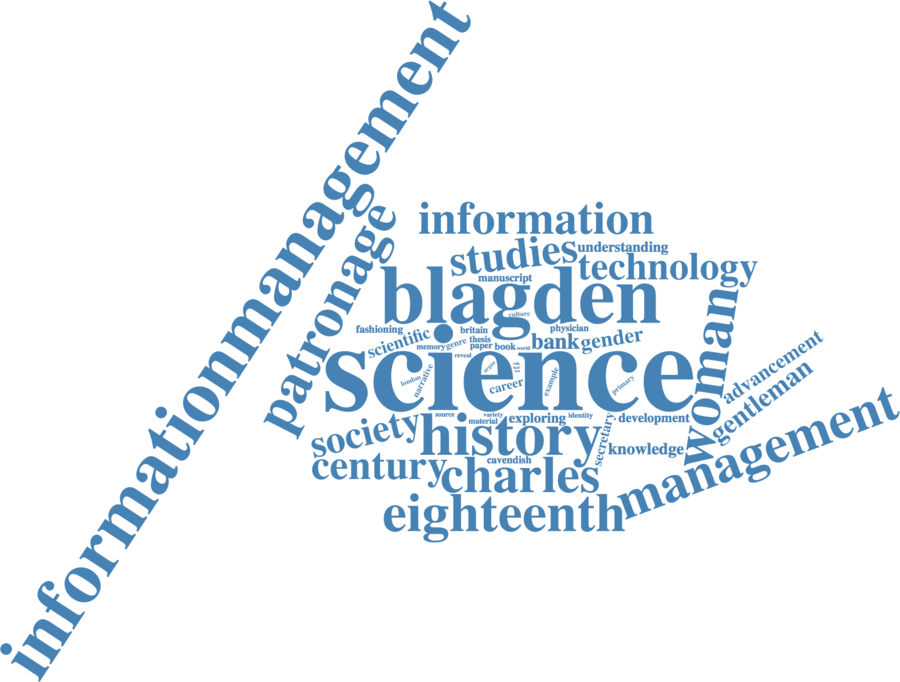 informationmanagement
patronage
information
studies
understanding
technology
manuscript
blagden
culture
fashioning
britain
physician
scientific
memory
genre
thesis
bank
gender
paper
book
world
reveal
science
argue
london
narrative
career
example
primary
woman
advancement
gentleman
source
variety
material
exploring
identity
development
society
history
secretary
knowledge
century
cavendish
charles
management
eighteenth